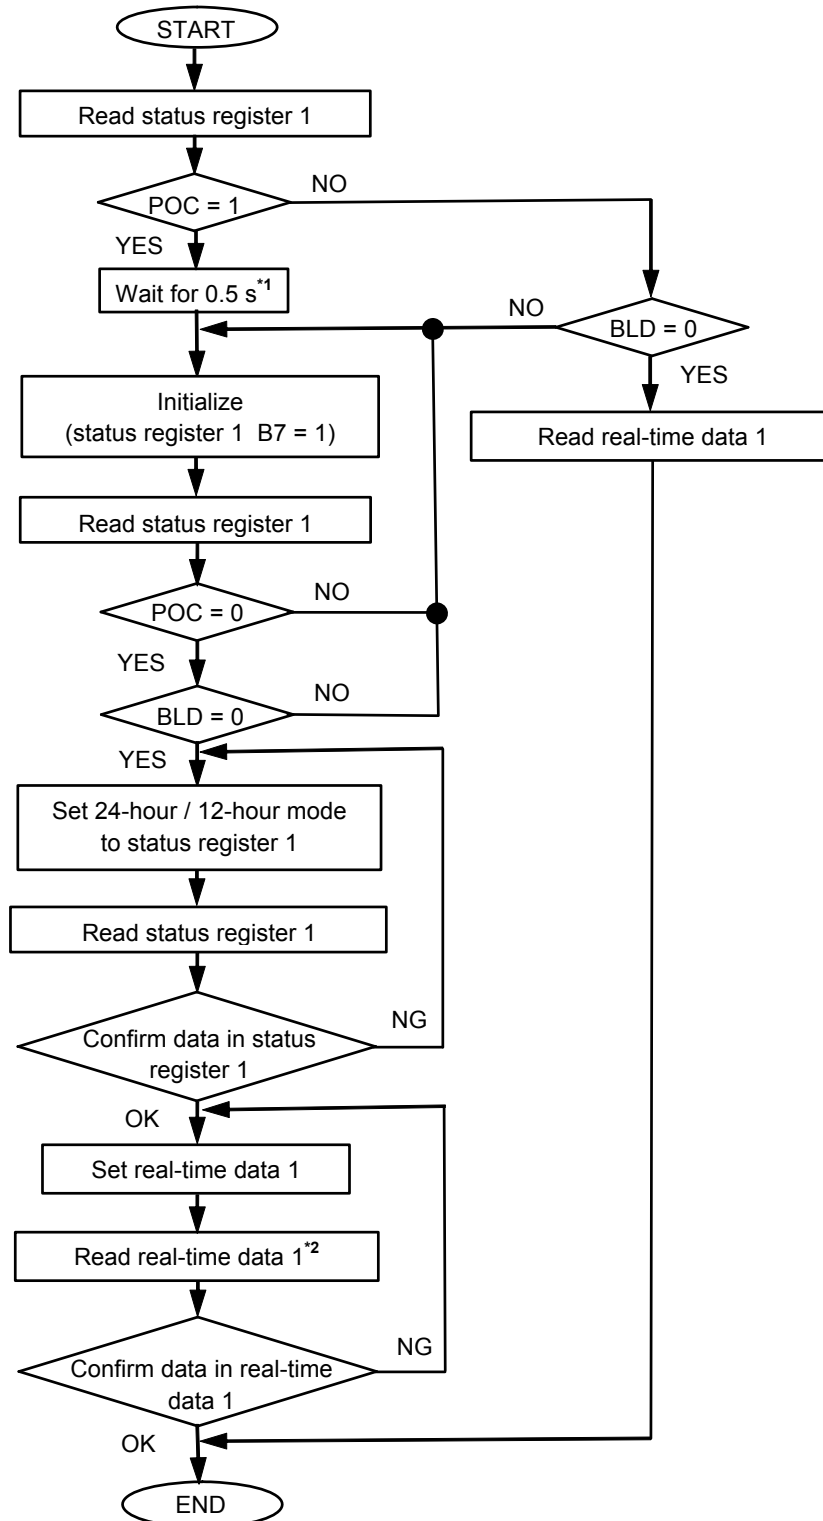 START
Read status register 1
POC = 1
NO
YES
Wait for 0.5 s*1
NO
BLD = 0
YES
Initialize
(status register 1 B7 = 1)
Read real-time data 1
Read status register 1
POC = 0
NO
YES
BLD = 0
NO
YES
Set 24-hour / 12-hour mode
to status register 1
Read status register 1
Confirm data in status
register 1
NG
OK
Set real-time data 1
Read real-time data 1*2
Confirm data in real-time
data 1
NG
OK
END